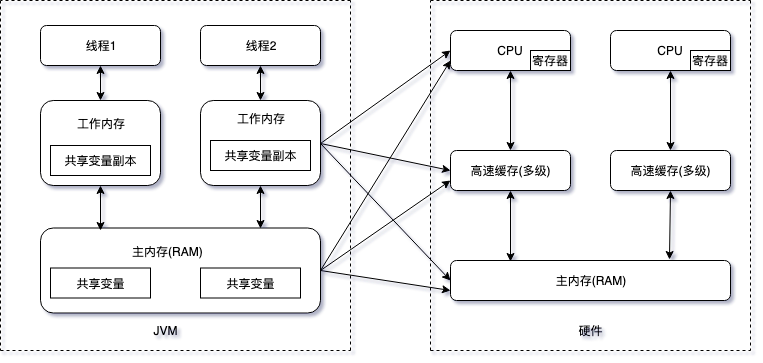 线程1
线程2
工作内存
共享变量副本
工作内存
共享变量副本
主内存(RAM)
共享变量
共享变量
JVM
CPU
寄存器
CPU
寄存器
高速缓存(多级)
高速缓存(多级)
主内存(RAM)
硬件